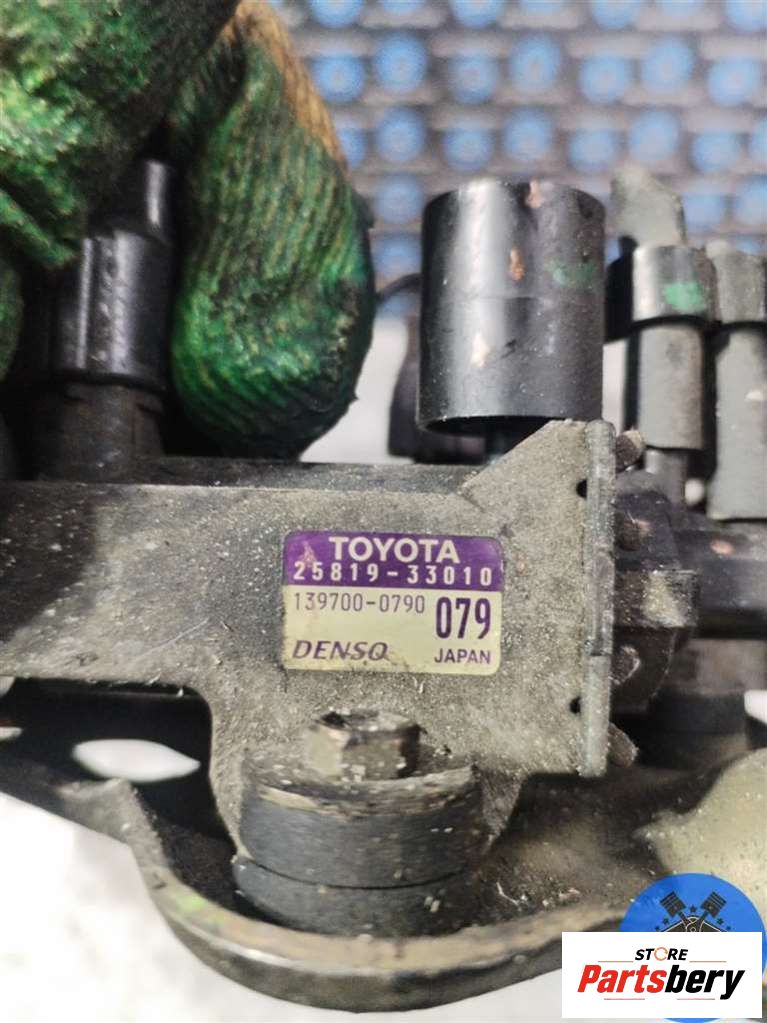 TOYOTA
25819-33010
139700-0790 079
DENSO JAPAN
STORE
Partsbery